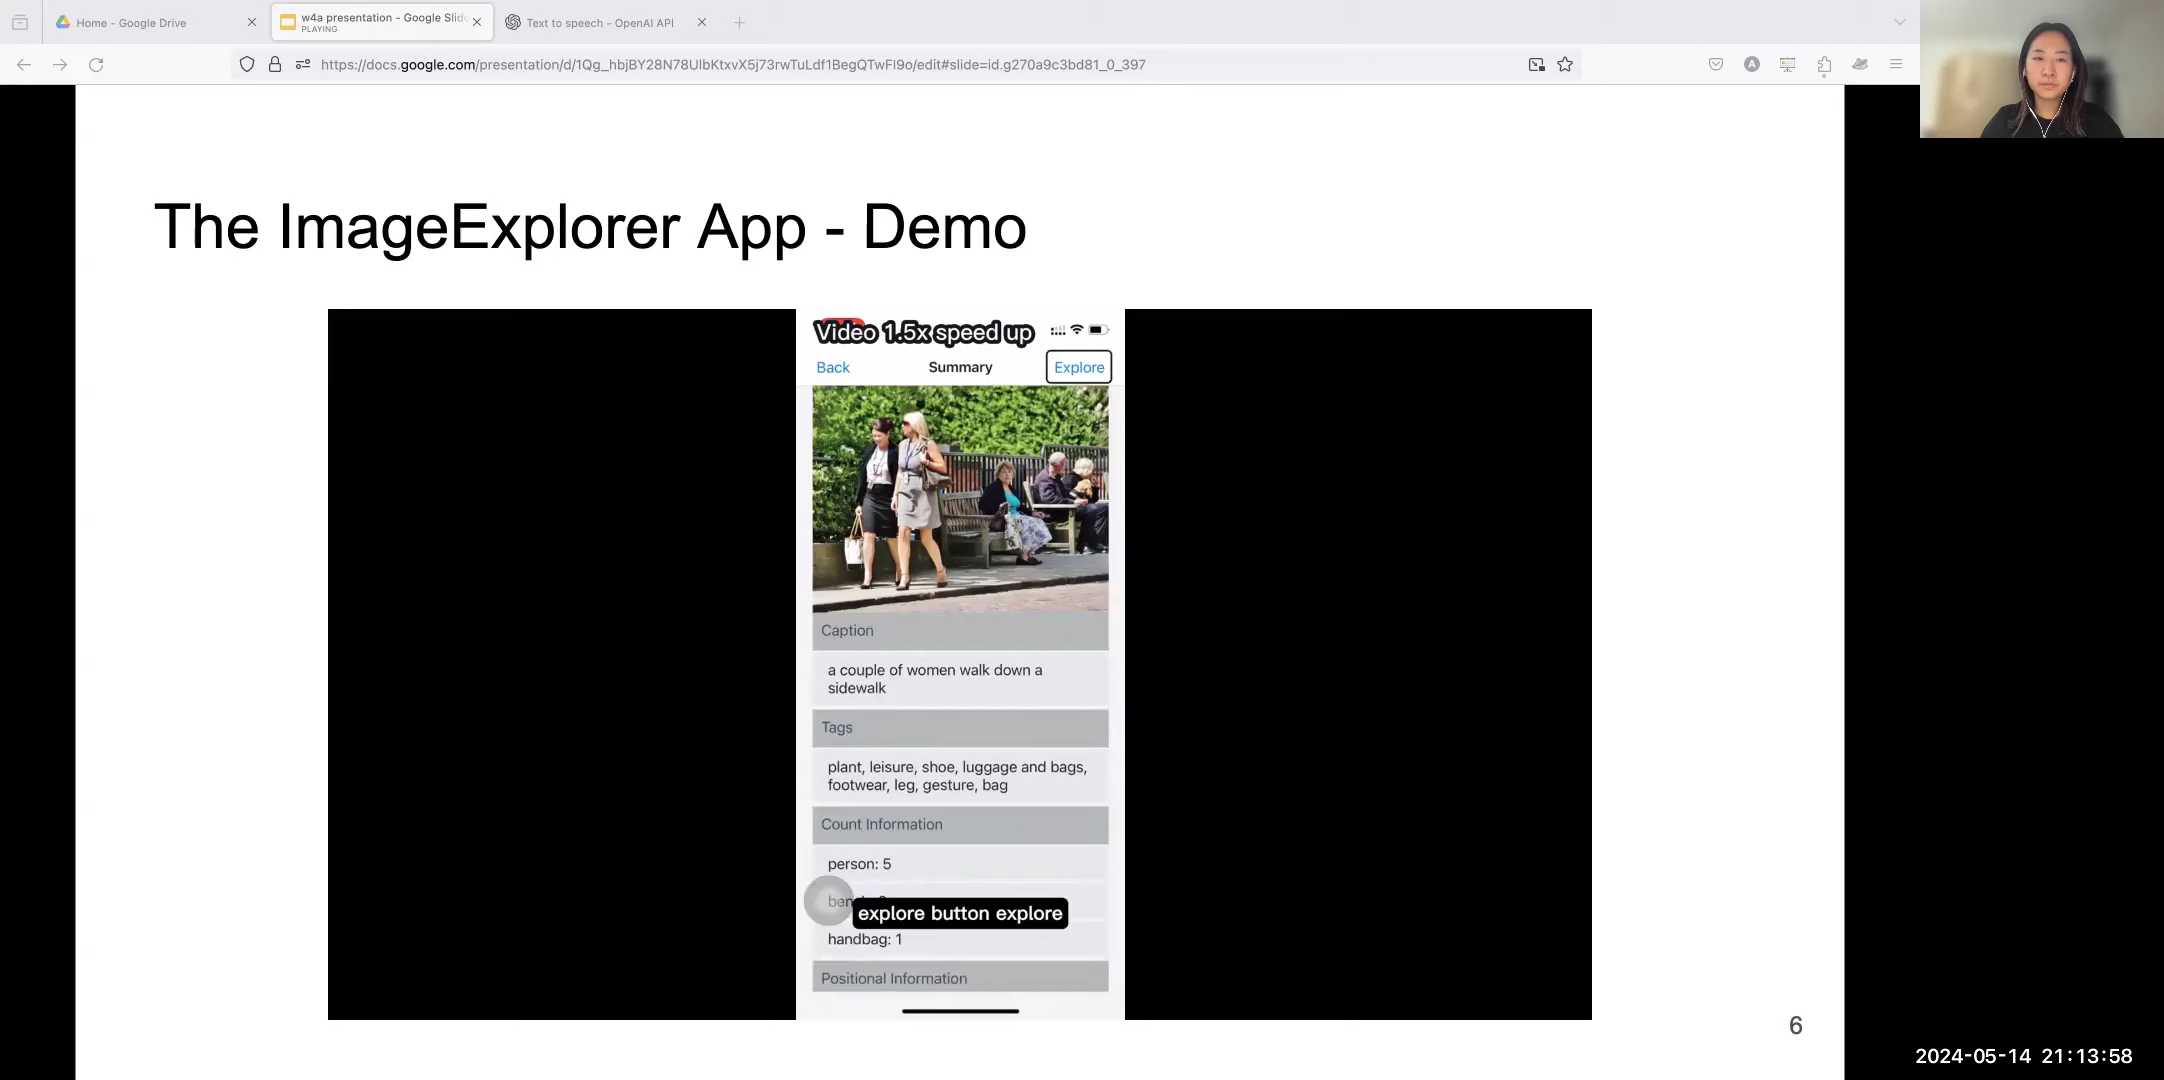 Home - Google Drive
w4a presentation - Google Slide
PLAYING
Text to speech - OpenAI API
https://docs.google.com/presentation/d/1Qg_hbjBY28N78UlbKtxvX5j73rwTuLdf1BegQTwFI9o/edit#slide=id.g270a9c3bd81_0_397
The ImageExplorer App - Demo
Video 1.5x speed up
Back
Summary
Explore
Caption
a couple of women walk down a
sidewalk
Tags
plant, leisure, shoe, luggage and bags,
footwear, leg, gesture, bag
Count Information
person: 5
explore button explore
handbag: 1
Positional Information
6
2024-05-14 21:13:58